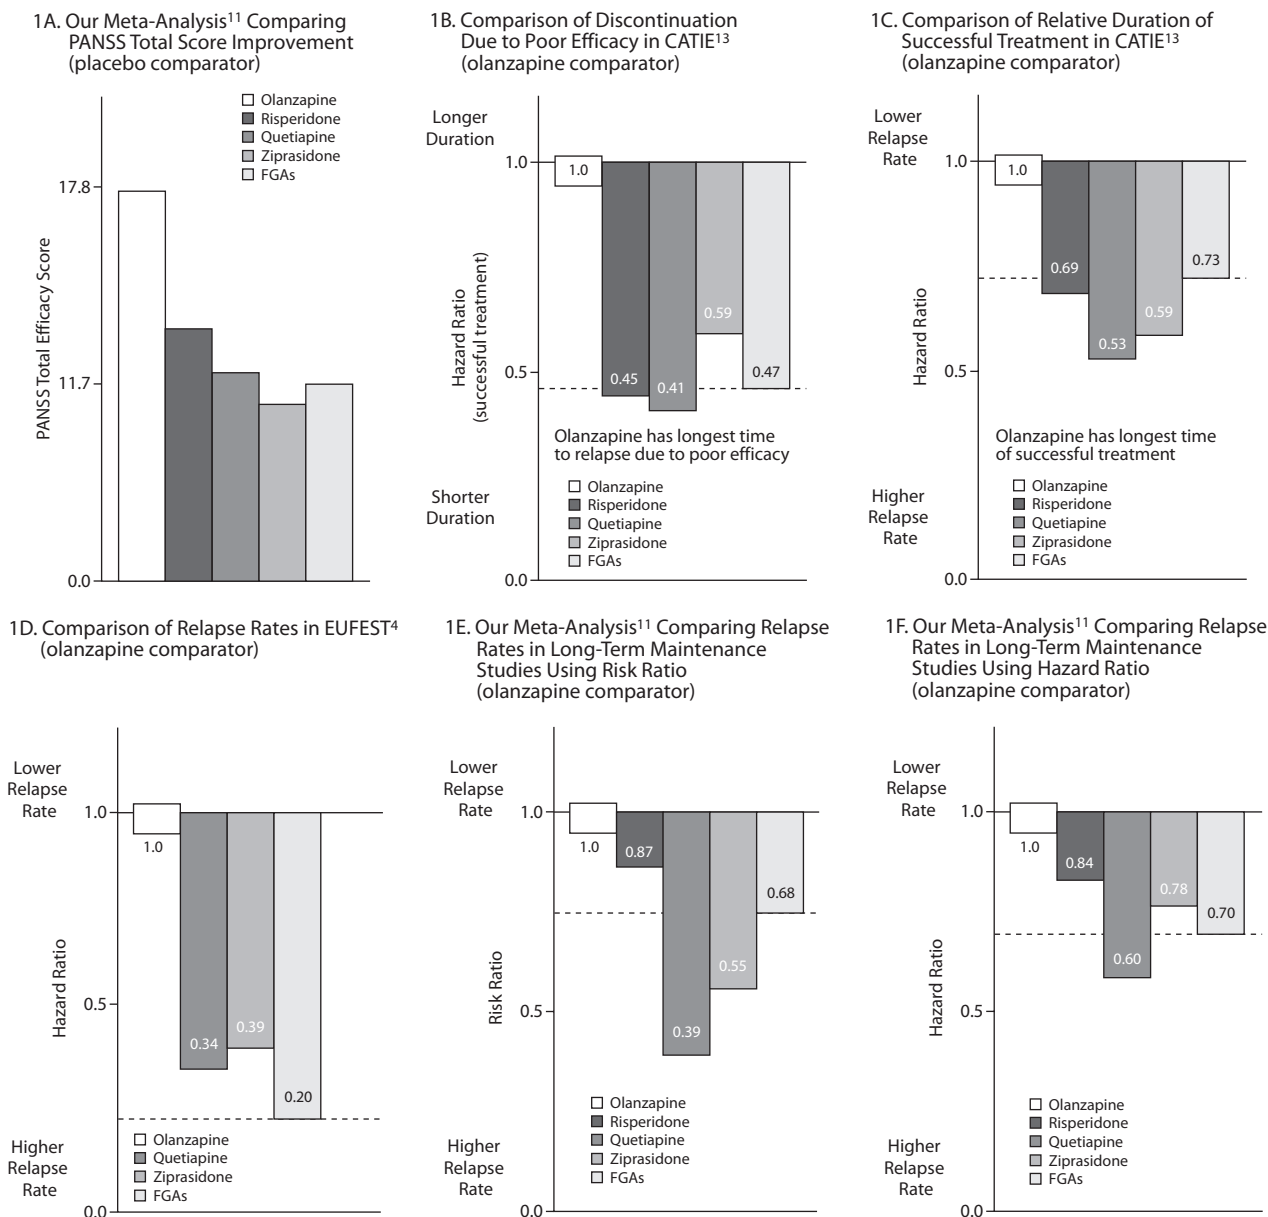 1A. Our Meta-Analysis¹¹ Comparing
PANSS Total Score Improvement
(placebo comparator)
Olanzapine
Risperidone
Quetiapine
Ziprasidone
FGAs
17.8
11.7
0.0
PANSS Total Efficacy Score
1B. Comparison of Discontinuation
Due to Poor Efficacy in CATIE¹³
(olanzapine comparator)
Longer
Duration
1.0
0.5
0.0
Hazard Ratio
(successful treatment)
1.0
0.45
0.41
0.59
0.47
Olanzapine has longest time
to relapse due to poor efficacy
Shorter
Duration
Olanzapine
Risperidone
Quetiapine
Ziprasidone
FGAs
1C. Comparison of Relative Duration of
Successful Treatment in CATIE¹³
(olanzapine comparator)
Lower
Relapse
Rate
1.0
0.5
0.0
Hazard Ratio
1.0
0.69
0.53
0.59
0.73
Olanzapine has longest time
of successful treatment
Higher
Relapse
Rate
Olanzapine
Risperidone
Quetiapine
Ziprasidone
FGAs
1D. Comparison of Relapse Rates in EUFEST⁴
(olanzapine comparator)
Lower
Relapse
Rate
1.0
0.5
0.0
Hazard Ratio
1.0
0.34
0.39
0.20
Higher
Relapse
Rate
Olanzapine
Quetiapine
Ziprasidone
FGAs
1E. Our Meta-Analysis¹¹ Comparing Relapse
Rates in Long-Term Maintenance
Studies Using Risk Ratio
(olanzapine comparator)
Lower
Relapse
Rate
1.0
0.5
0.0
Risk Ratio
1.0
0.87
0.39
0.55
0.68
Higher
Relapse
Rate
Olanzapine
Risperidone
Quetiapine
Ziprasidone
FGAs
1F. Our Meta-Analysis¹¹ Comparing Relapse
Rates in Long-Term Maintenance
Studies Using Hazard Ratio
(olanzapine comparator)
Lower
Relapse
Rate
1.0
0.5
0.0
Hazard Ratio
1.0
0.84
0.60
0.78
0.70
Higher
Relapse
Rate
Olanzapine
Risperidone
Quetiapine
Ziprasidone
FGAs